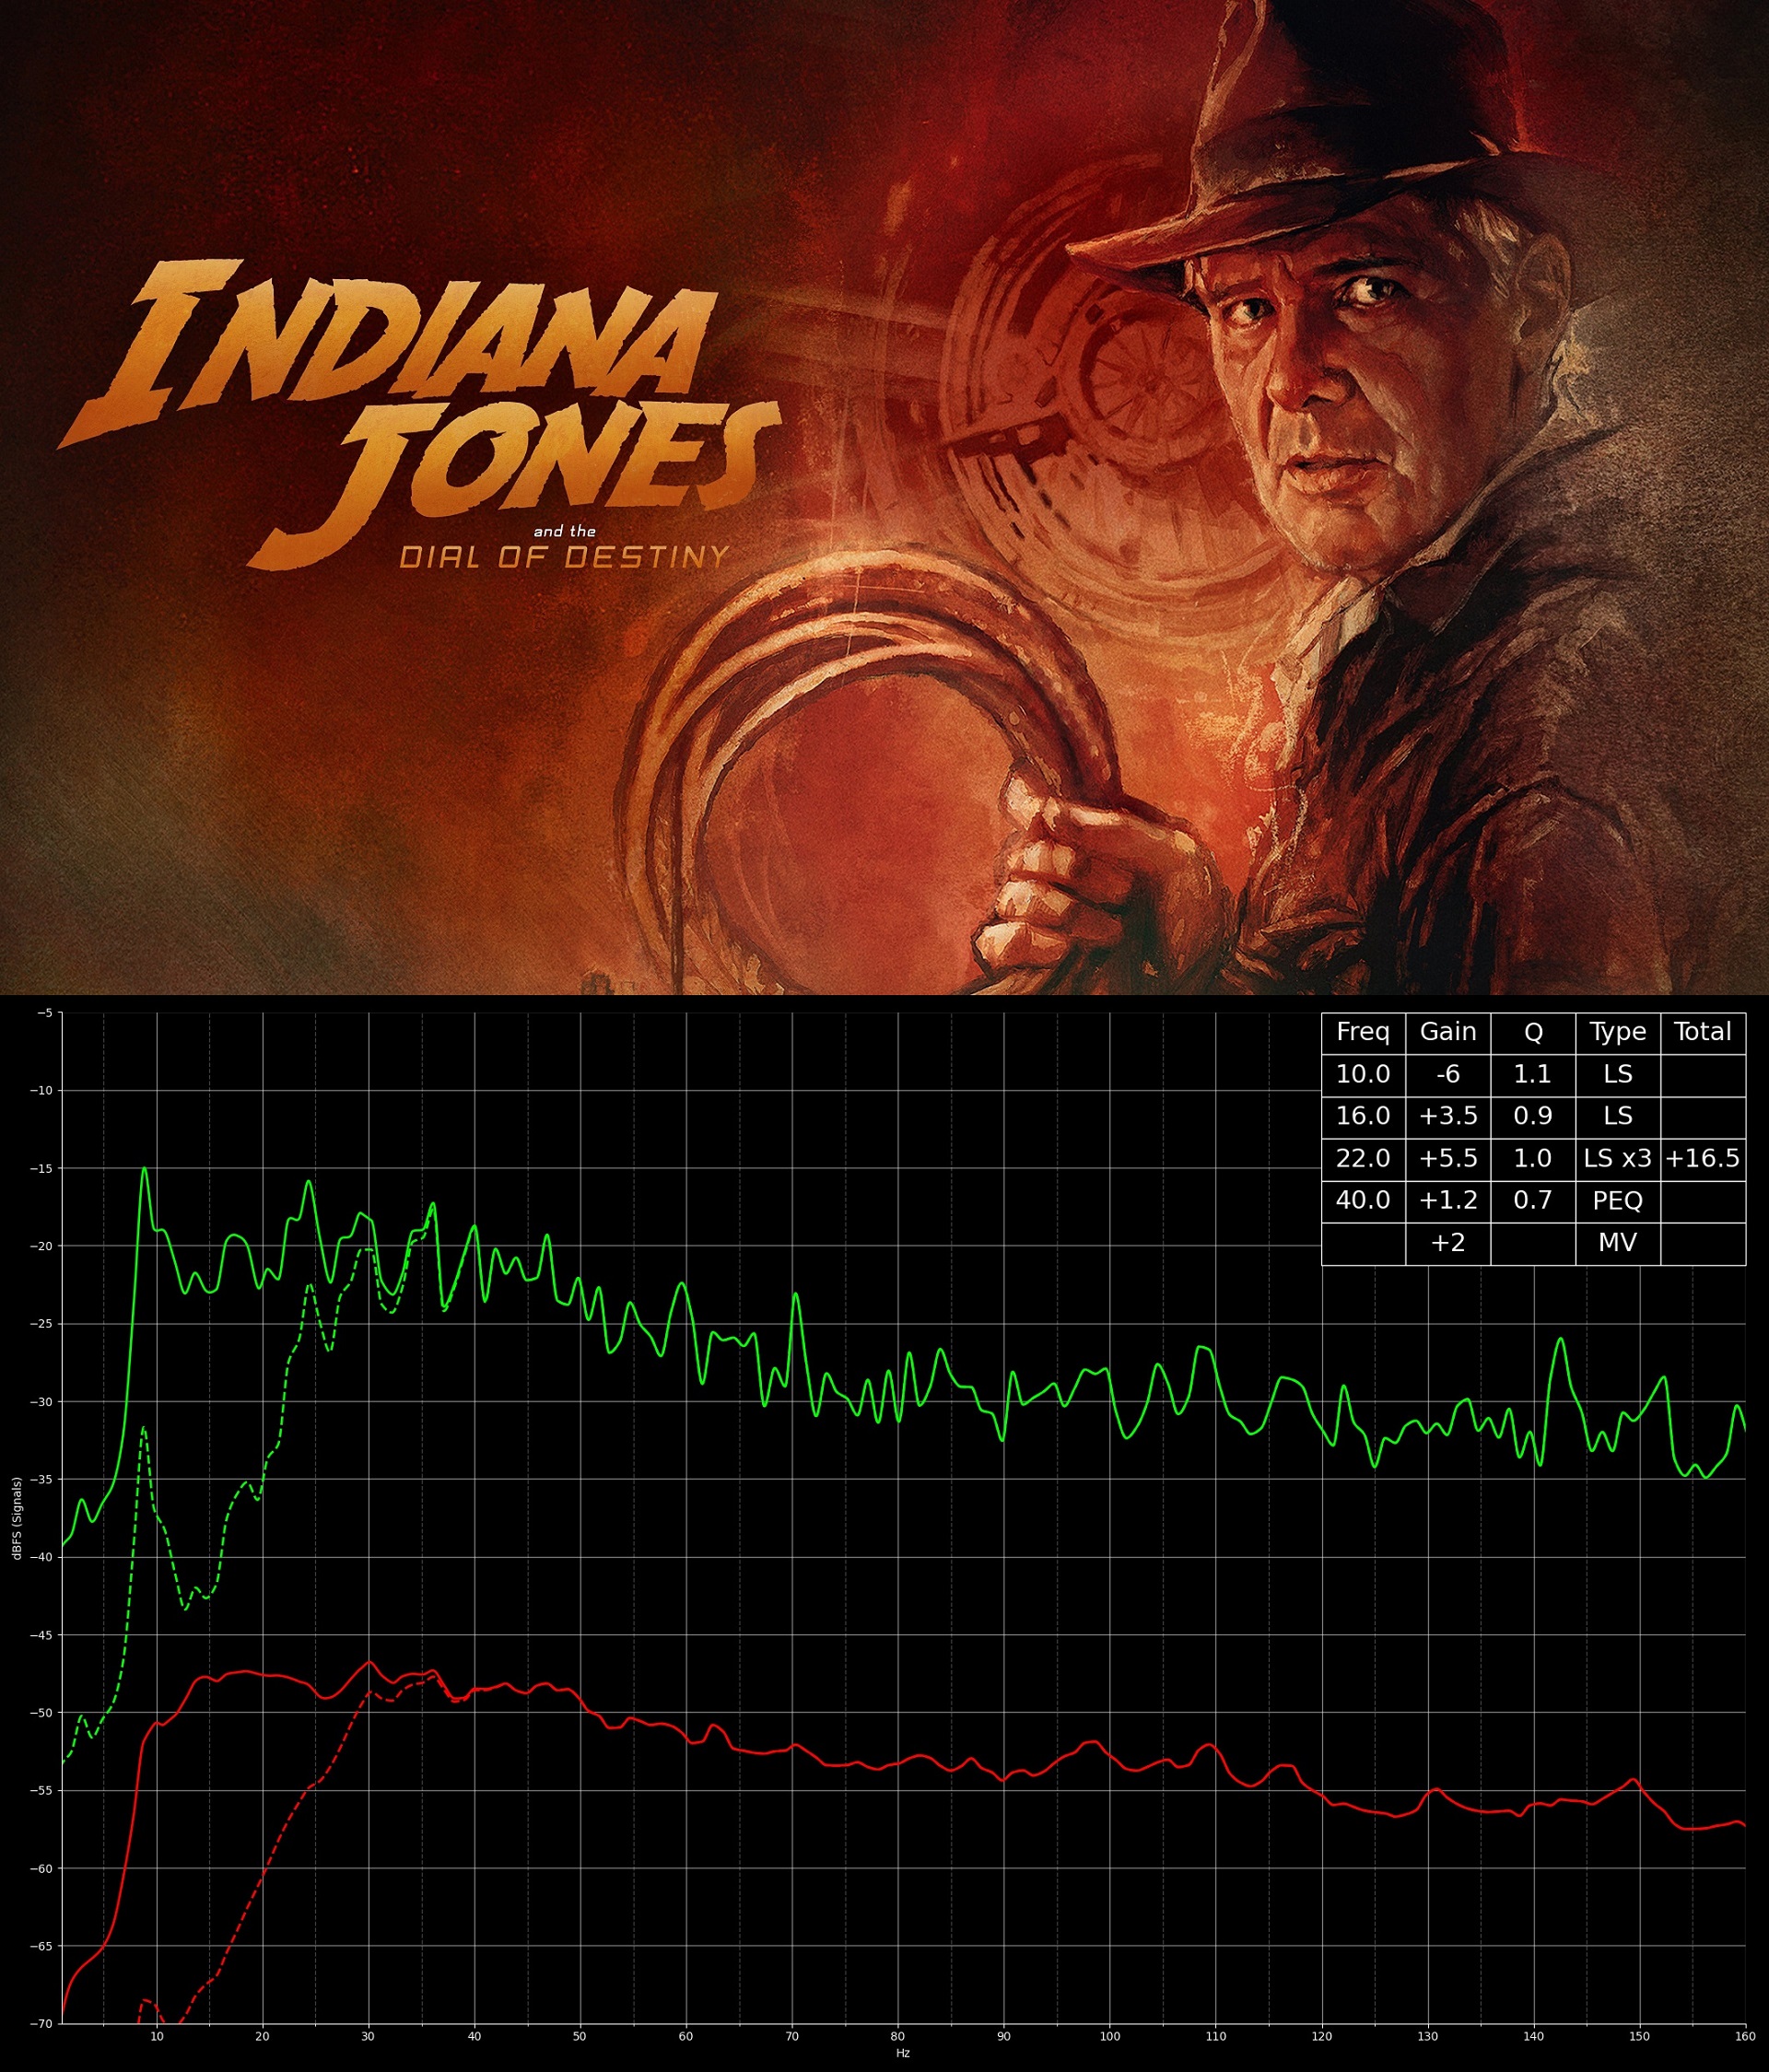 INDIANA
JONES
and the
DIAL OF DESTINY
Freq Gain Q Type Total
10.0 -6 1.1 LS
16.0 +3.5 0.9 LS
22.0 +5.5 1.0 LS x3 +16.5
40.0 +1.2 0.7 PEQ
+2 MV
−5
−10
−15
−20
−25
−30
−35
−40
−45
−50
−55
−60
−65
−70
dBFS (Signals)
10 20 30 40 50 60 70 80 90 100 110 120 130 140 150 160
Hz